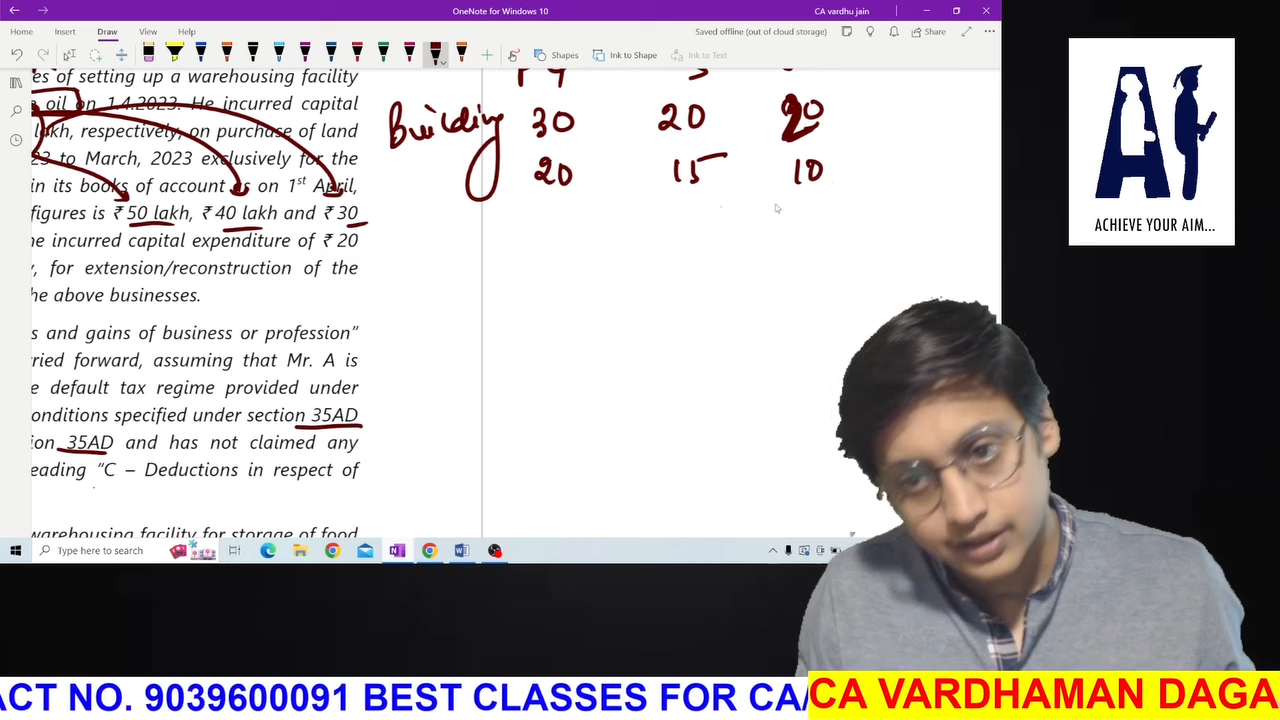 OneNote for Windows 10
CA vardhu jain
Home Insert Draw View Help
Saved offline (out of cloud storage)
Share
Shapes
Ink to Shape
Ink to Text
es of setting up a warehousing facility
oil on 1.4.2023. He incurred capital
lakh, respectively, on purchase of land
23 to March, 2023 exclusively for the
in its books of account as on 1st April,
figures is ₹ 50 lakh, ₹ 40 lakh and ₹ 30
he incurred capital expenditure of ₹ 20
y, for extension/reconstruction of the
he above businesses.
s and gains of business or profession”
ried forward, assuming that Mr. A is
e default tax regime provided under
onditions specified under section 35AD
ion 35AD and has not claimed any
eading “C – Deductions in respect of
warehousing facility for storage of food
Building 30 20 20
20 15 10
ACHIEVE YOUR AIM...
Type here to search
ACT NO. 9039600091 BEST CLASSES FOR CA/
CA VARDHAMAN DAGA